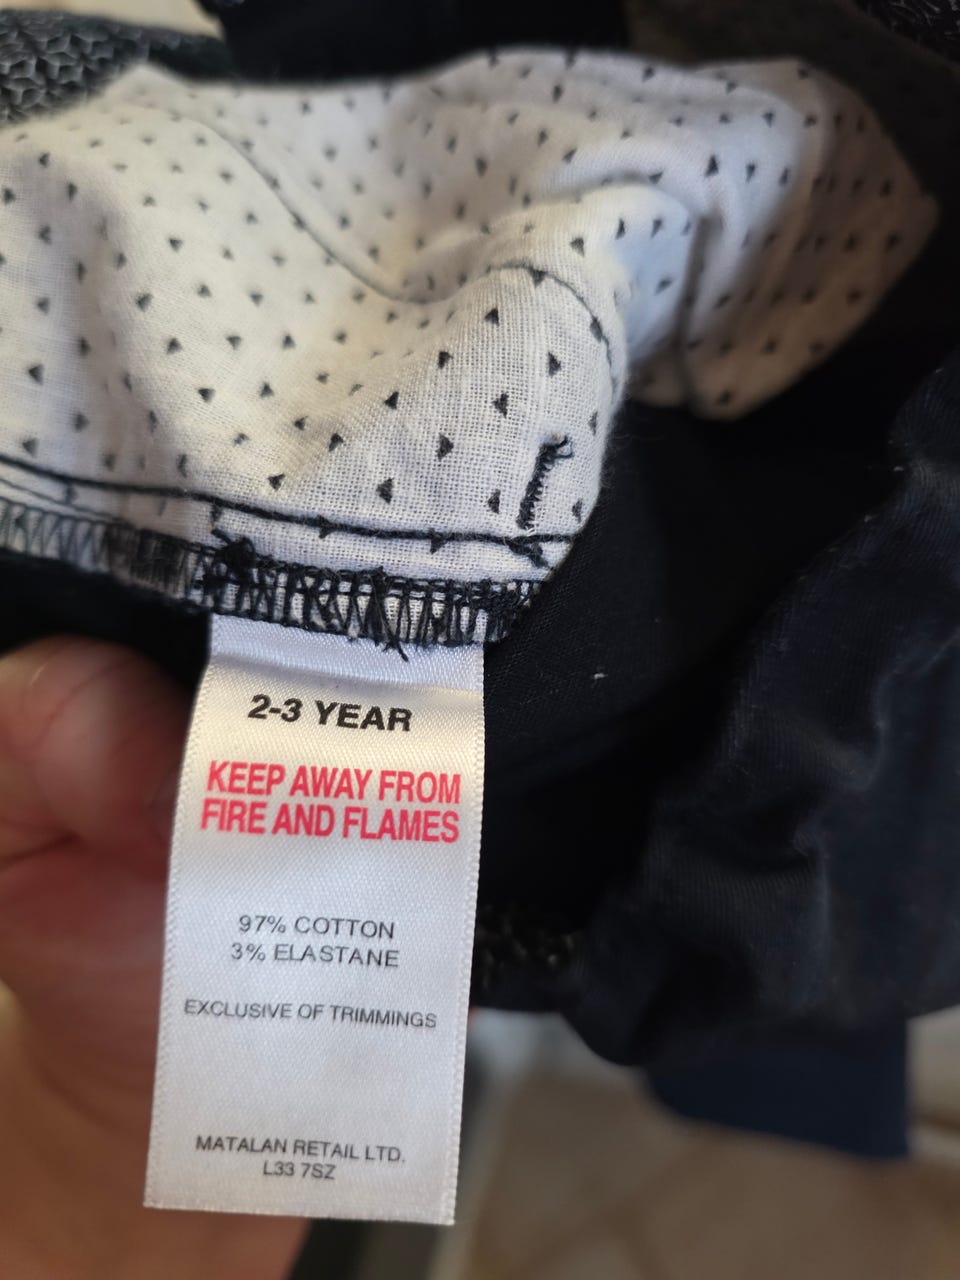 2-3 YEAR
KEEP AWAY FROM
FIRE AND FLAMES
97% COTTON
3% ELASTANE
EXCLUSIVE OF TRIMMINGS
MATALAN RETAIL LTD.
L33 7SZ